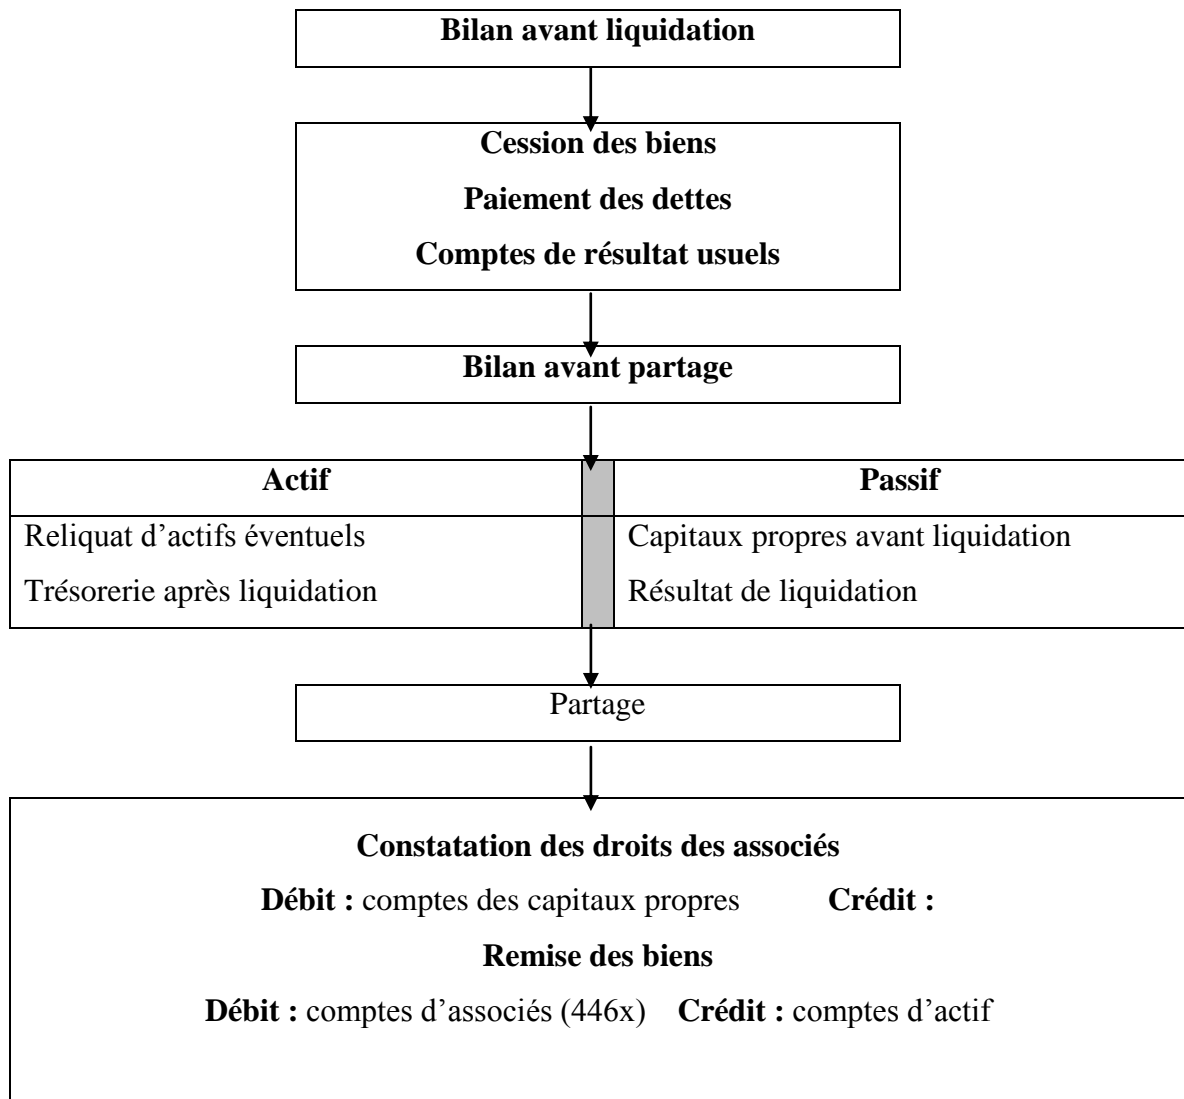 Bilan avant liquidation
Cession des biens
Paiement des dettes
Comptes de résultat usuels
Bilan avant partage
Actif
Passif
Reliquat d’actifs éventuels
Trésorerie après liquidation
Capitaux propres avant liquidation
Résultat de liquidation
Partage
Constatation des droits des associés
Débit : comptes des capitaux propres Crédit :
Remise des biens
Débit : comptes d’associés (446x) Crédit : comptes d’actif